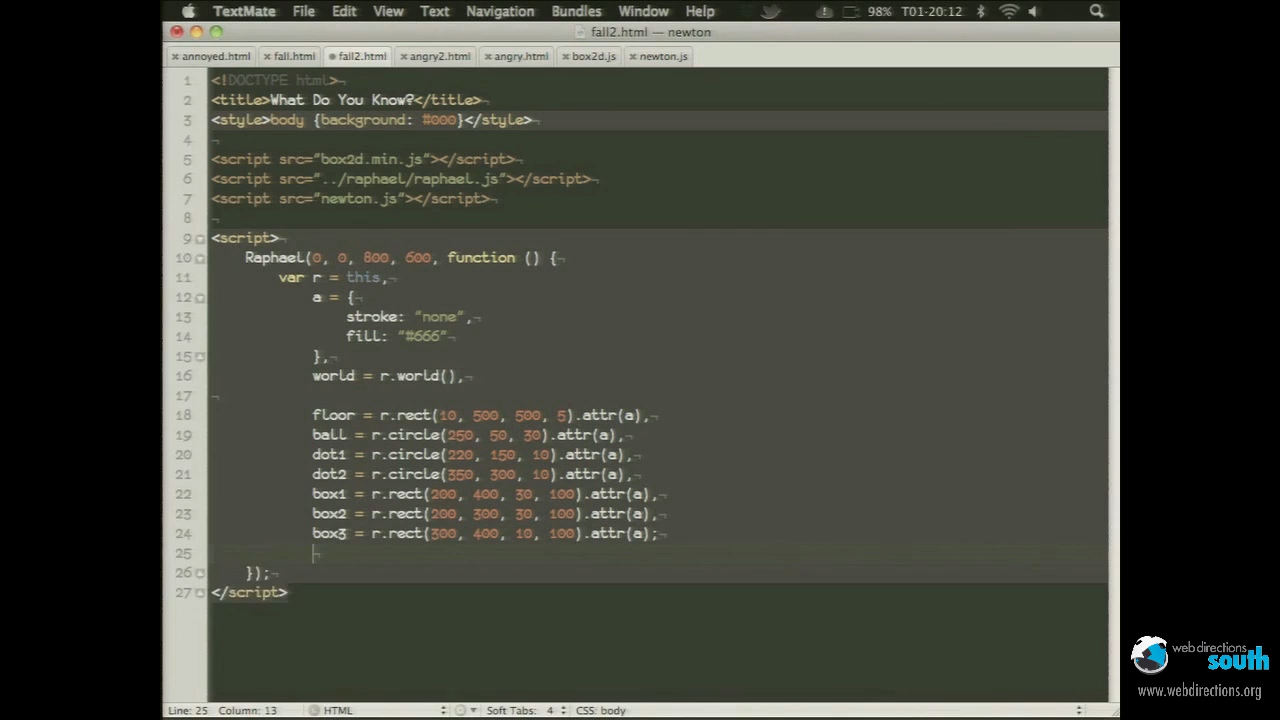 TextMate File Edit View Text Navigation Bundles Window Help 98% T01-20:12
fall2.html — newton
annoyed.html fall.html fall2.html angry2.html angry.html box2d.js newton.js
1 <!DOCTYPE html>¬
2 <title>What Do You Know?</title>¬
3 <style>body {background: #000}</style>¬
4 ¬
5 <script src="box2d.min.js"></script>¬
6 <script src="../raphael/raphael.js"></script>¬
7 <script src="newton.js"></script>¬
8 ¬
9 <script>¬
10 Raphael(0, 0, 800, 600, function () {¬
11 var r = this,¬
12 a = {¬
13 stroke: "none",¬
14 fill: "#666"¬
15 },¬
16 world = r.world(),¬
17 ¬
18 floor = r.rect(10, 500, 500, 5).attr(a),¬
19 ball = r.circle(250, 50, 30).attr(a),¬
20 dot1 = r.circle(220, 150, 10).attr(a),¬
21 dot2 = r.circle(350, 300, 10).attr(a),¬
22 box1 = r.rect(200, 400, 30, 100).attr(a),¬
23 box2 = r.rect(200, 300, 30, 100).attr(a),¬
24 box3 = r.rect(300, 400, 10, 100).attr(a);¬
25 ¬
26 });¬
27 </script>
Line: 25 Column: 13 HTML Soft Tabs: 4 CSS: body
web directions
south
www.webdirections.org